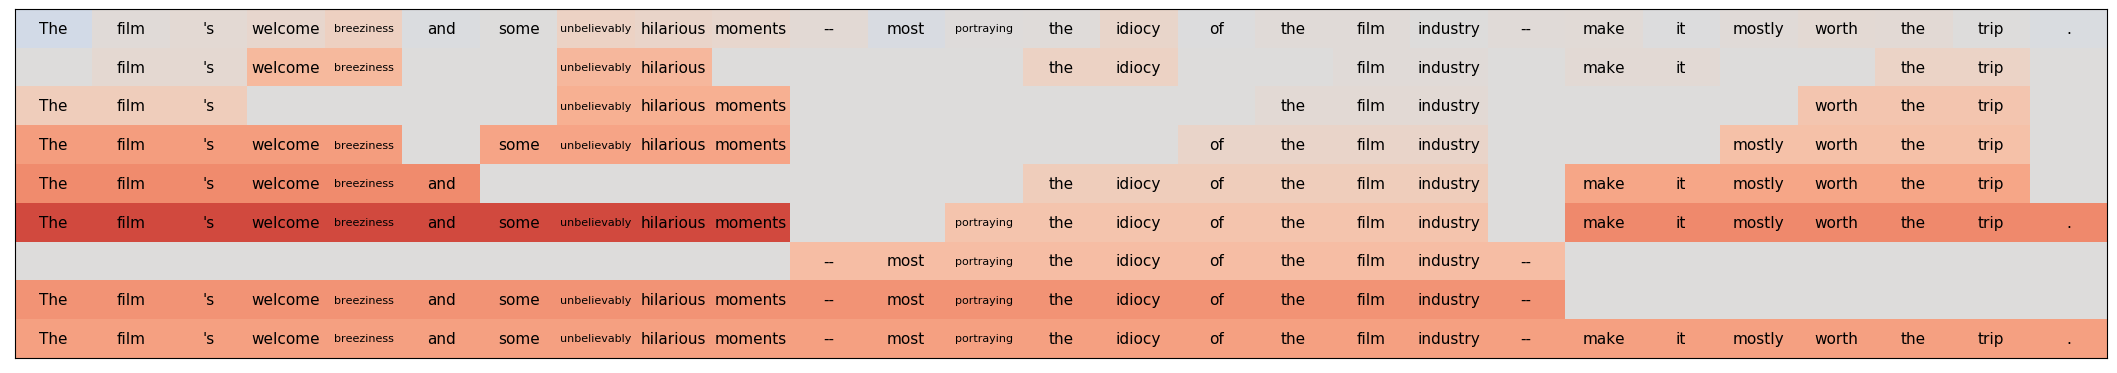 The film 's welcome breeziness and some unbelievably hilarious moments -- most portraying the idiocy of the film industry -- make it mostly worth the trip .
film 's welcome breeziness unbelievably hilarious the idiocy film industry make it the trip
The film 's unbelievably hilarious moments the film industry worth the trip
The film 's welcome breeziness some unbelievably hilarious moments of the film industry mostly worth the trip
The film 's welcome breeziness and the idiocy of the film industry make it mostly worth the trip
The film 's welcome breeziness and some unbelievably hilarious moments portraying the idiocy of the film industry make it mostly worth the trip .
-- most portraying the idiocy of the film industry --
The film 's welcome breeziness and some unbelievably hilarious moments -- most portraying the idiocy of the film industry --
The film 's welcome breeziness and some unbelievably hilarious moments -- most portraying the idiocy of the film industry -- make it mostly worth the trip .